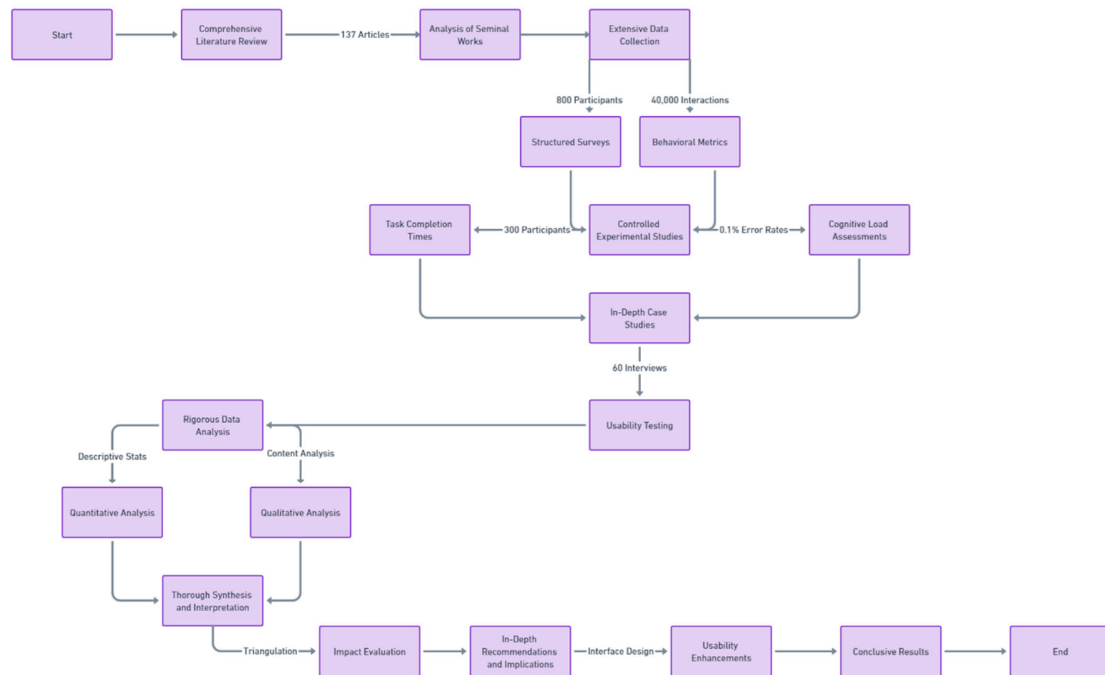 Start
Comprehensive
Literature Review
137 Articles
Analysis of Seminal
Works
Extensive Data
Collection
800 Participants
40,000 Interactions
Structured Surveys
Behavioral Metrics
Task Completion
Times
300 Participants
Controlled
Experimental Studies
0.1% Error Rates
Cognitive Load
Assessments
In-Depth Case
Studies
60 Interviews
Usability Testing
Rigorous Data
Analysis
Descriptive Stats
Content Analysis
Quantitative Analysis
Qualitative Analysis
Thorough Synthesis
and Interpretation
Triangulation
Impact Evaluation
In-Depth
Recommendations
and Implications
Interface Design
Usability
Enhancements
Conclusive Results
End